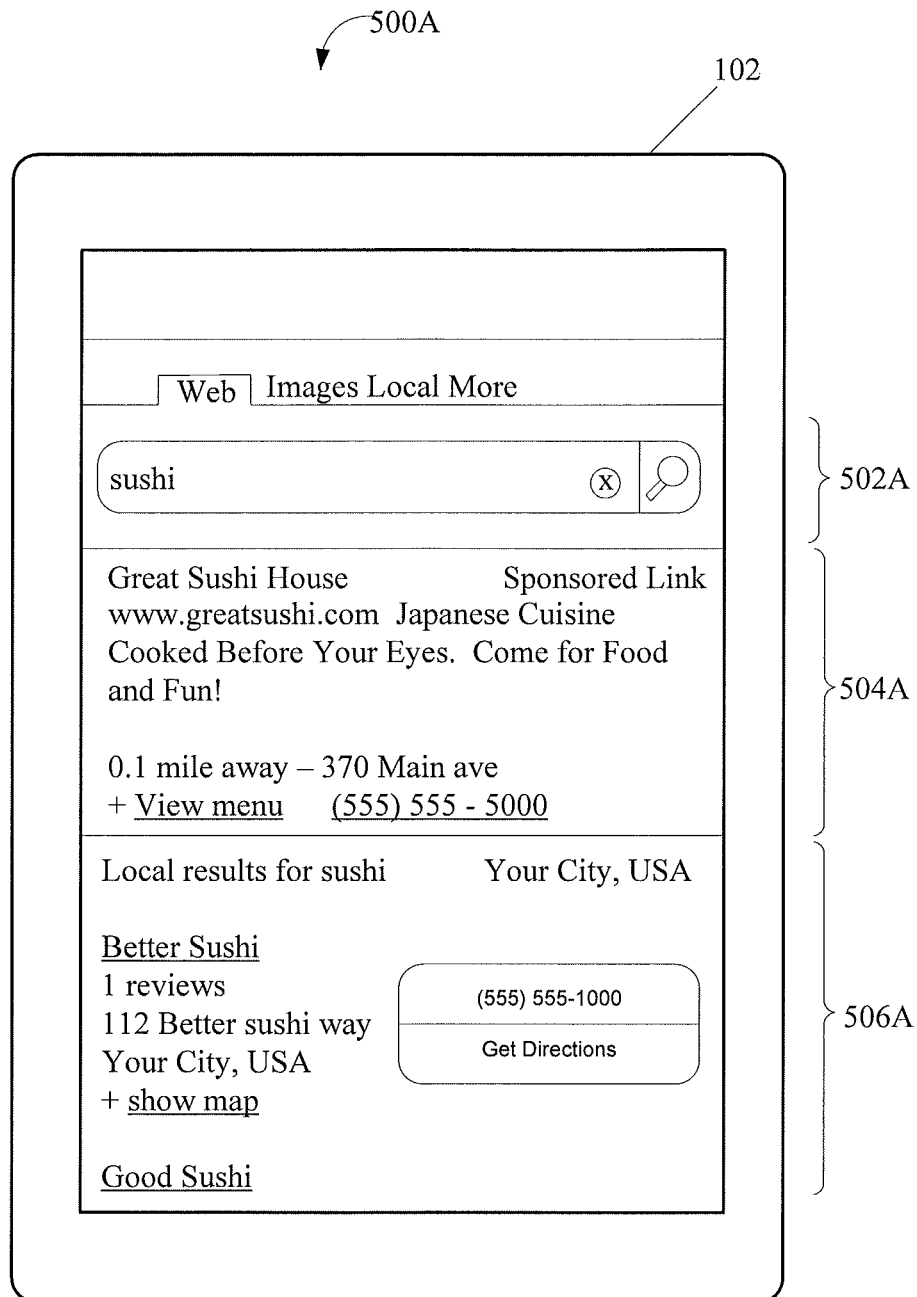 500A
102
Web Images Local More
sushi X
502A
Great Sushi House Sponsored Link
www.greatsushi.com Japanese Cuisine
Cooked Before Your Eyes. Come for Food
and Fun!
504A
0.1 mile away – 370 Main ave
+ View menu (555) 555 - 5000
Local results for sushi Your City, USA
Better Sushi
1 reviews
(555) 555-1000
112 Better sushi way
506A
Your City, USA
Get Directions
+ show map
Good Sushi